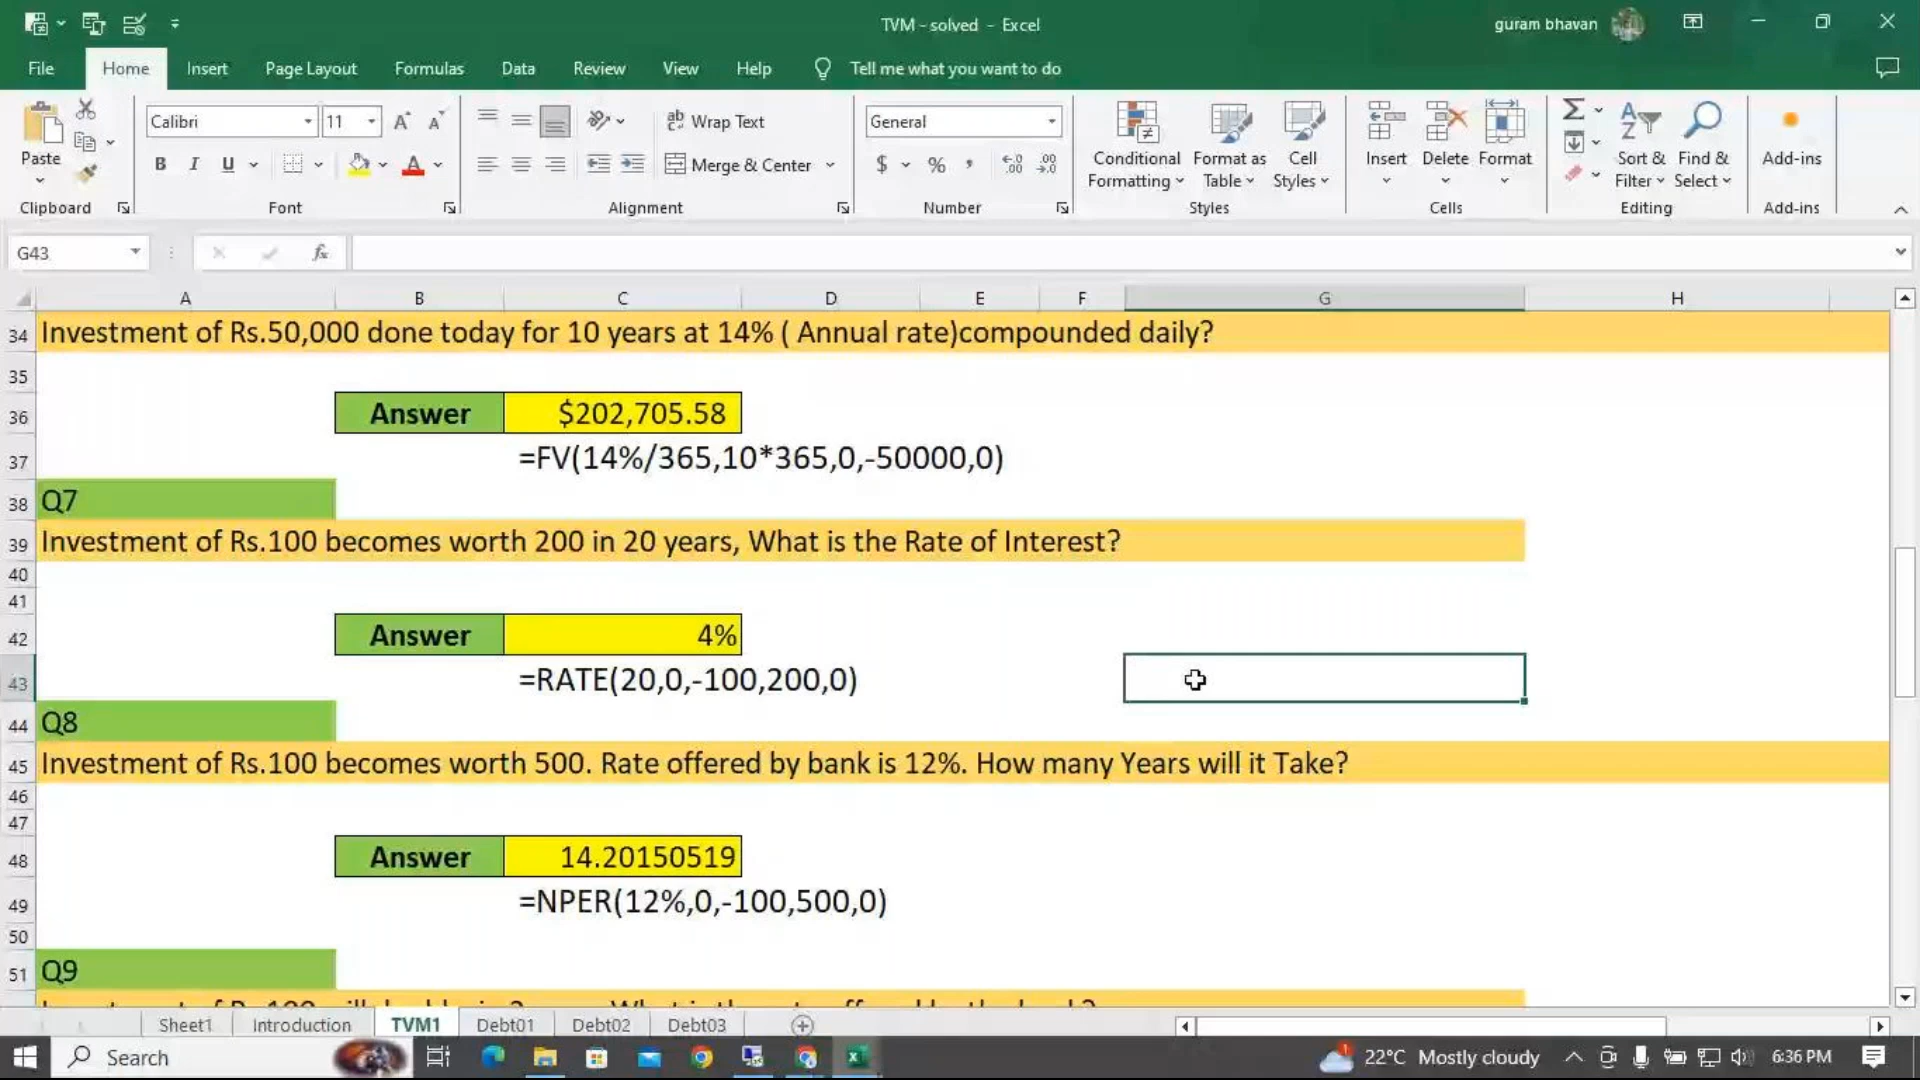 TVM - solved - Excel
guram bhavan
File Home Insert Page Layout Formulas Data Review View Help Tell me what you want to do
Paste
Clipboard
Calibri 11
B I U
Font
Wrap Text
Merge & Center
Alignment
General
$ % ,
Number
Conditional Formatting
Format as Table
Cell Styles
Styles
Insert Delete Format
Cells
Sort & Filter
Find & Select
Editing
Add-ins
Add-ins
G43 fx
A B C D E F G H
34 Investment of Rs.50,000 done today for 10 years at 14% ( Annual rate)compounded daily?
35
36 Answer $202,705.58
37 =FV(14%/365,10*365,0,-50000,0)
38 Q7
39 Investment of Rs.100 becomes worth 200 in 20 years, What is the Rate of Interest?
40
41
42 Answer 4%
43 =RATE(20,0,-100,200,0)
44 Q8
45 Investment of Rs.100 becomes worth 500. Rate offered by bank is 12%. How many Years will it Take?
46
47
48 Answer 14.20150519
49 =NPER(12%,0,-100,500,0)
50
51 Q9
Sheet1 Introduction TVM1 Debt01 Debt02 Debt03
Search
22°C Mostly cloudy
6:36 PM